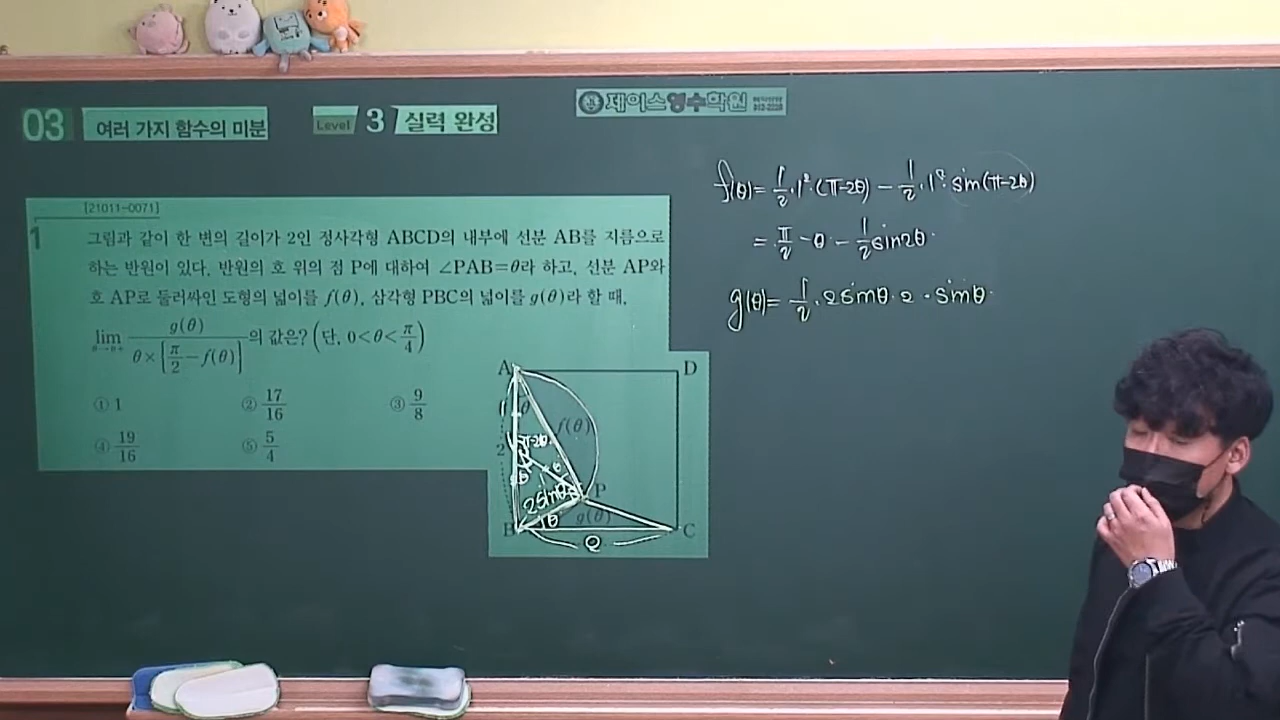 03 여러 가지 함수의 미분 Level 3 실력 완성
제이스영수학원
[21011-0071]
1 그림과 같이 한 변의 길이가 2인 정사각형 ABCD의 내부에 선분 AB를 지름으로
하는 반원이 있다. 반원의 호 위의 점 P에 대하여 ∠PAB=θ라 하고, 선분 AP와
호 AP로 둘러싸인 도형의 넓이를 f(θ), 삼각형 PBC의 넓이를 g(θ)라 할 때,
lim θ→0+ g(θ) / θ×{π/2−f(θ)} 의 값은? (단, 0<θ<π/4)
① 1 ② 17/16 ③ 9/8
④ 19/16 ⑤ 5/4
A D
1 θ f(θ)
π-2θ
2
2θ
2sinθ P
B θ g(θ) C
2
f(θ)= 1/2·1²·(π-2θ) - 1/2·1²·sin(π-2θ)
= π/2 - θ - 1/2 sin2θ
g(θ)= 1/2·2sinθ·2·sinθ